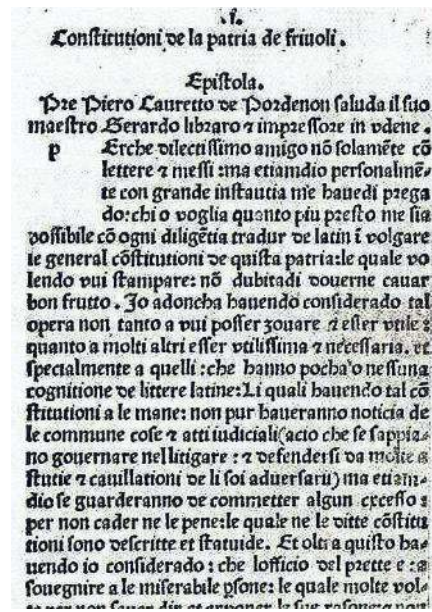 .i.
Constitutioni de la patria de friuoli.
Epistola.
Pre Piero Capretto de Pordenon saluda il suo
maestro Gerardo libraro ⁊ impressore in vdene.
p Erche dilectissimo amigo nõ solamẽte cõ
lettere ⁊ messi: ma etiamdio personalmẽ-
te con grande instantia me hauedi prega
do: chi o voglia quanto piu presto me sia
possibile cõ ogni diligẽtia tradur de latin ĩ volgare
le general cõstitutioni de quista patria: le quale vo
lendo vui stampare: nõ dubitadi douerne cauar
bon frutto. Jo adoncha hauendo considerado tal
opera non tanto a vui posser zouare ⁊ esser vtile:
quanto a molti altri esser vtilissima ⁊ necessaria. et
specialmente a quelli: che hanno pocha o nessuna
cognitione de littere latine: Li quali hauendo tal cõ
stitutioni a le mane: non pur haueranno noticia de
le commune cose ⁊ atti iudiciali (acio che se sappia-
no gouernare nel litigare: ⁊ defendersi da molte a
stutie ⁊ cauillationi de li soi aduersarij) ma etiam-
dio se guarderanno de commetter algun excesso:
per non cader ne le pene: le quale ne le ditte cõstitu
tioni sono descritte et statuide. Et oltra quisto ha-
uendo io considerado: che lofficio del prette e: a
souegnire a le miserabile psone: le quale molte vol-